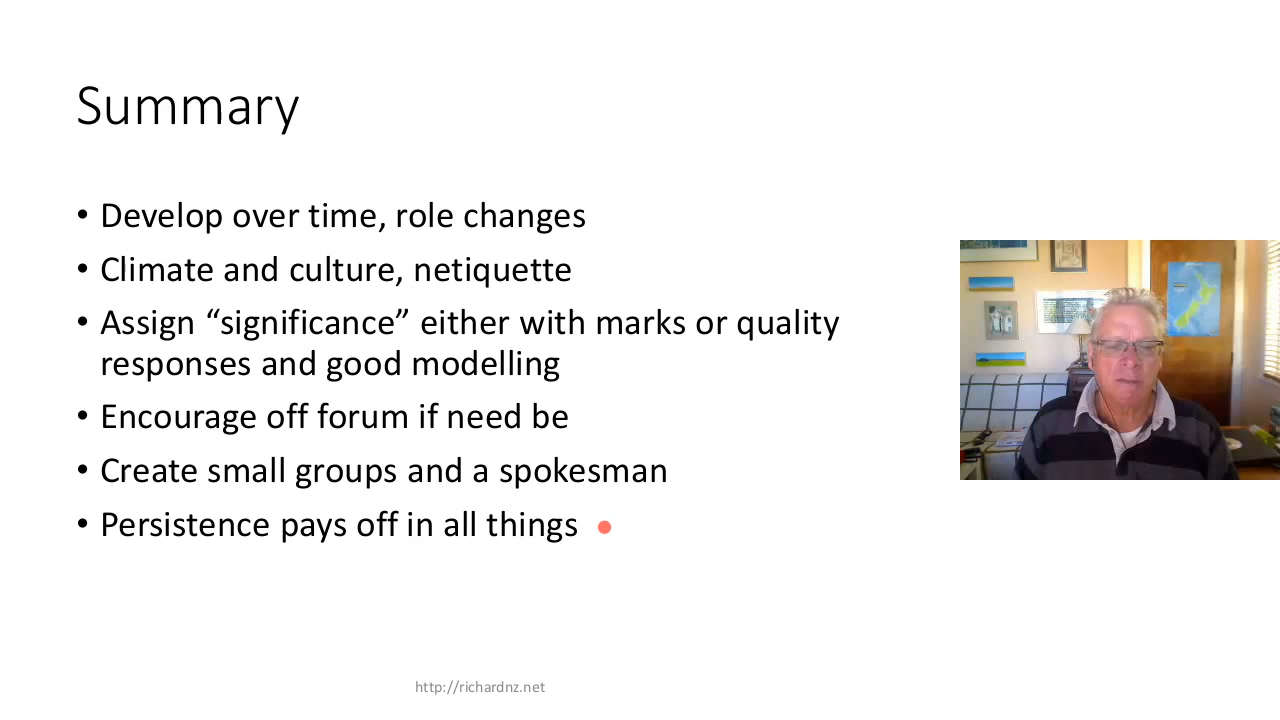 Summary
• Develop over time, role changes
• Climate and culture, netiquette
• Assign “significance” either with marks or quality
responses and good modelling
• Encourage off forum if need be
• Create small groups and a spokesman
• Persistence pays off in all things
http://richardnz.net